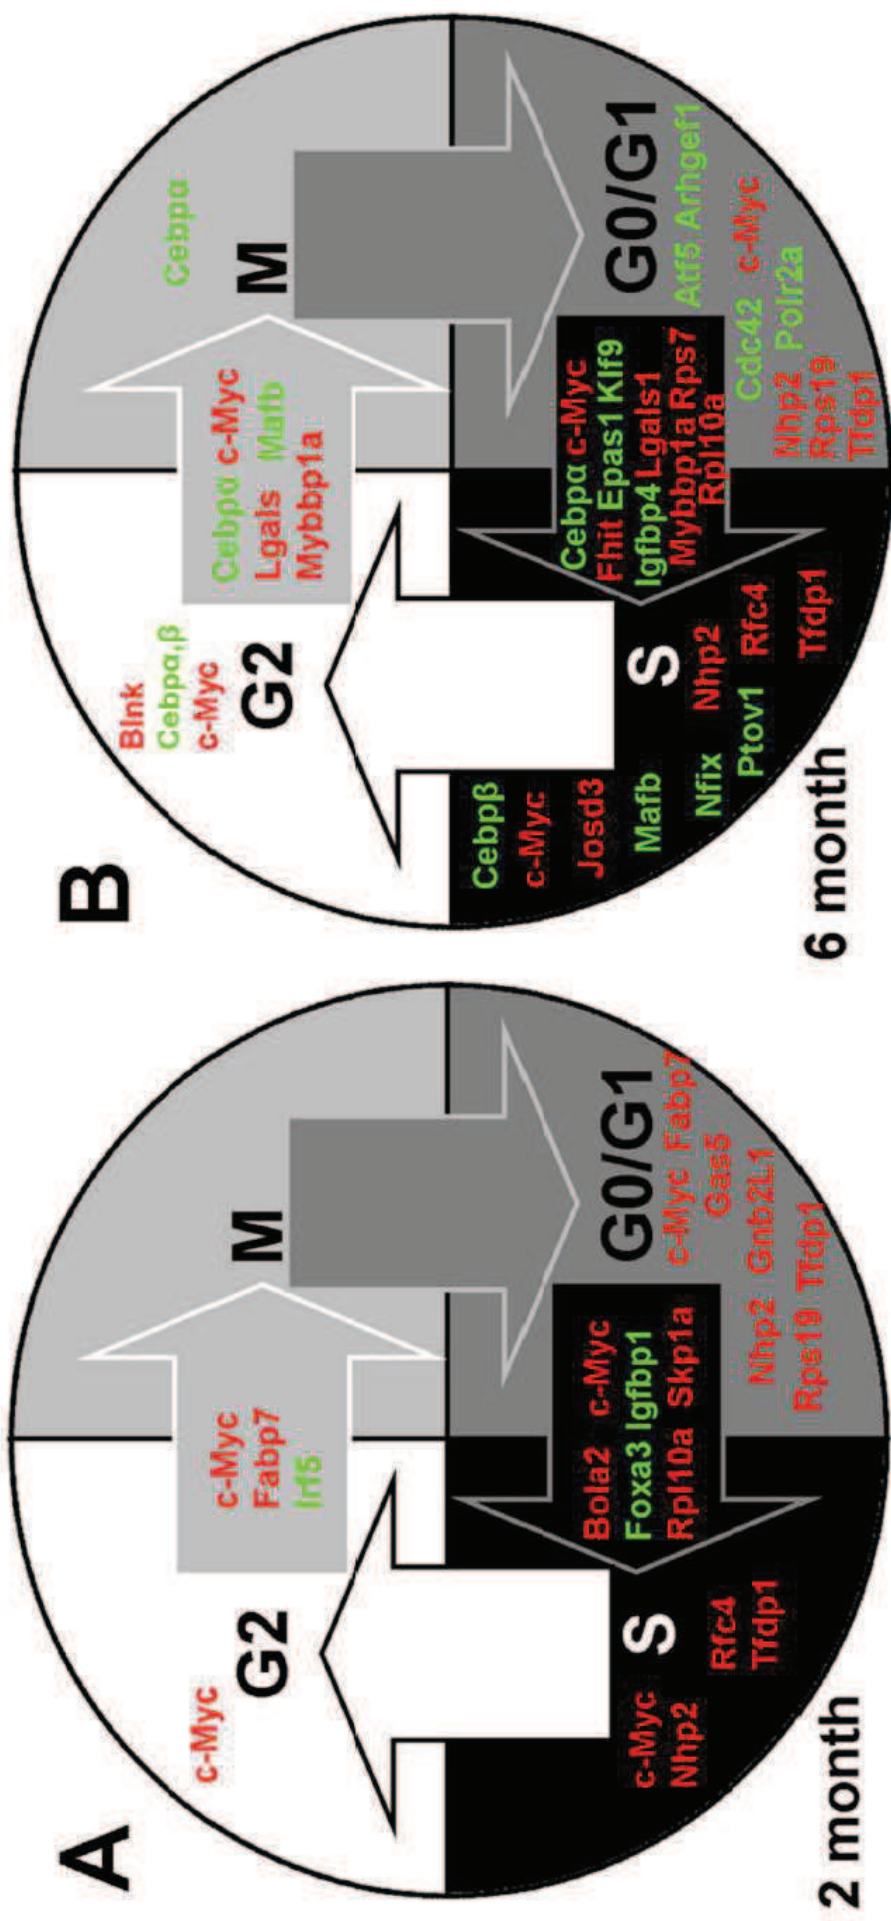 A
c-Myc
G2
c-Myc
Fabp7
Irf5
M
Bola2 c-Myc
Foxa3 Igfbp1
Rpl10a Skp1a
G0/G1
c-Myc Fabp7
Gas5
Nhp2 Gnb2L1
Rps19 Tfdp1
S
c-Myc
Nhp2
Rfc4
Tfdp1
2 month
B
Blnk
Cebpα,β
c-Myc
G2
Cebpα c-Myc
Lgals Mafb
Mybbp1a
Cebpα
M
Cebpα c-Myc
Fhit Epas1 Klf9
Igfbp4 Lgals1
Mybbp1a Rps7
Rpl10a
G0/G1
Atf5 Arhgef1
Cdc42 c-Myc
Polr2a
Nhp2
Rps19
Tfdp1
Cebpβ
c-Myc
Josd3
Mafb
Nfix
Ptov1
S
Nhp2
Rfc4
Tfdp1
6 month